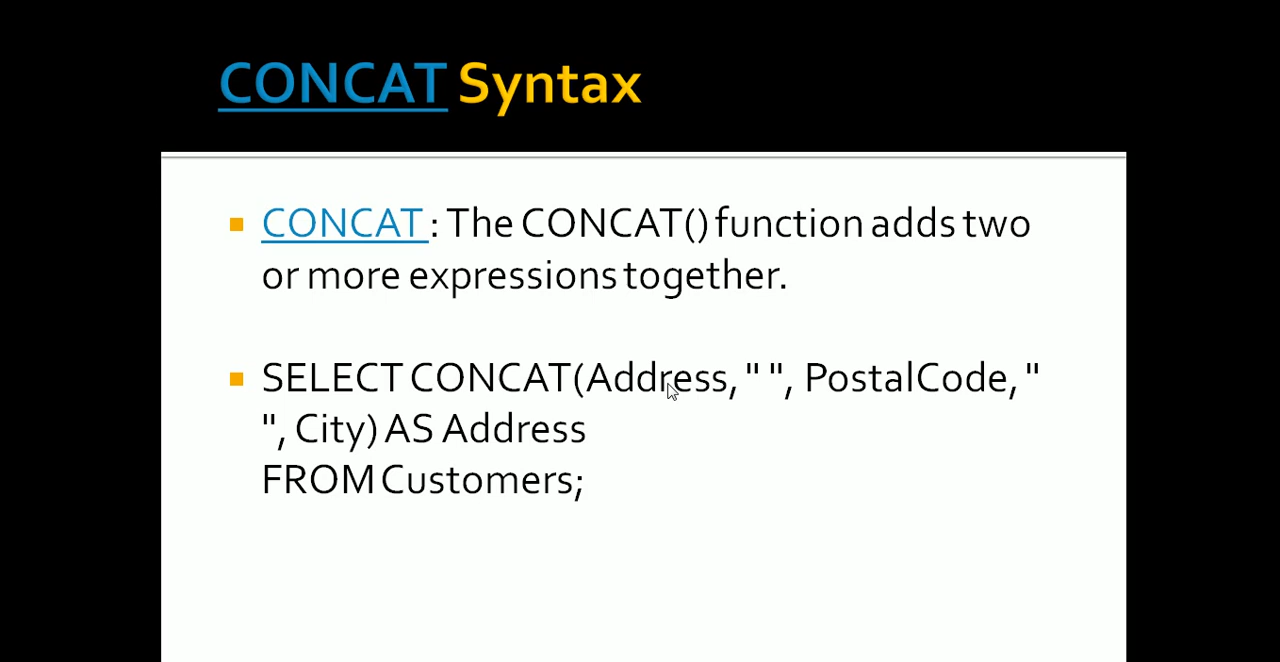 CONCAT Syntax
CONCAT : The CONCAT() function adds two
or more expressions together.
SELECT CONCAT(Address, " ", PostalCode, "
", City) AS Address
FROM Customers;